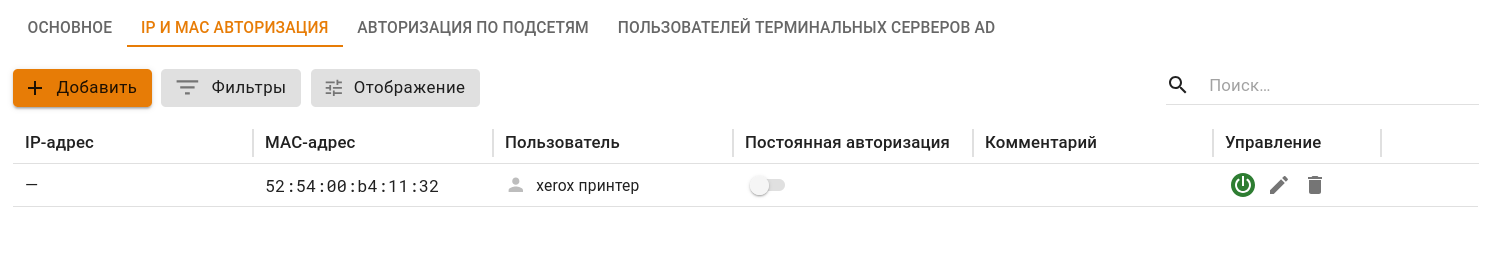 ОСНОВНОЕ IP И MAC АВТОРИЗАЦИЯ АВТОРИЗАЦИЯ ПО ПОДСЕТЯМ ПОЛЬЗОВАТЕЛЕЙ ТЕРМИНАЛЬНЫХ СЕРВЕРОВ AD
Добавить Фильтры Отображение Поиск...
IP-адрес MAC-адрес Пользователь Постоянная авторизация Комментарий Управление
— 52:54:00:b4:11:32 xerox принтер